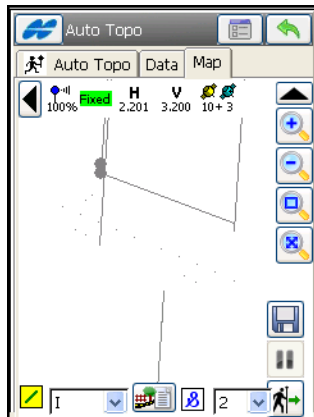 Auto Topo
Auto Topo Data Map
100% Fixed H 2.201 V 3.200 10+ 3
I 2